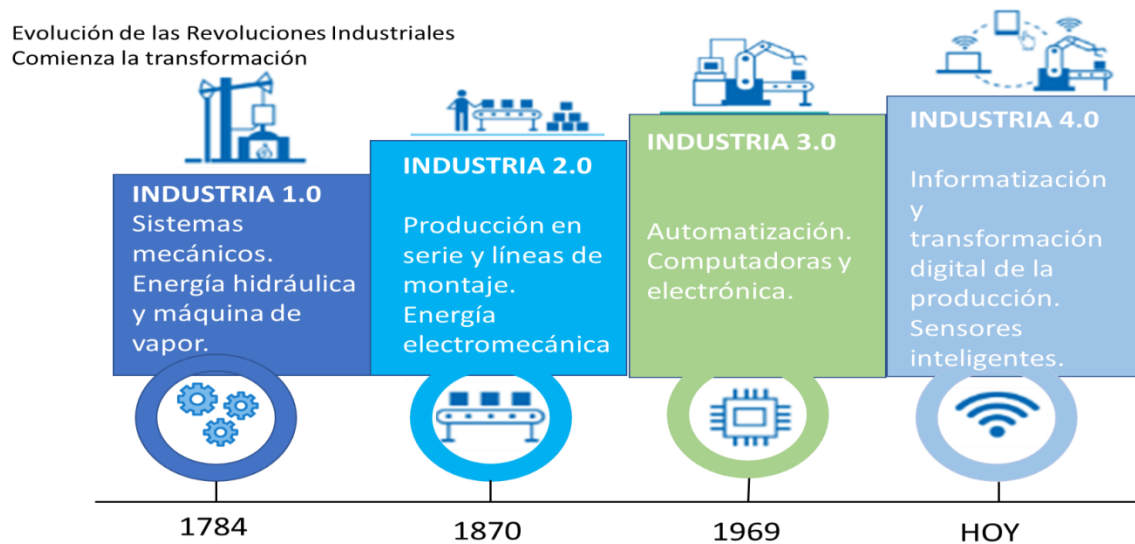 Evolución de las Revoluciones Industriales
Comienza la transformación
INDUSTRIA 1.0
Sistemas
mecánicos.
Energía hidráulica
y máquina de
vapor.
INDUSTRIA 2.0
Producción en
serie y líneas de
montaje.
Energía
electromecánica
INDUSTRIA 3.0
Automatización.
Computadoras y
electrónica.
INDUSTRIA 4.0
Informatización
y
transformación
digital de la
producción.
Sensores
inteligentes.
1784
1870
1969
HOY